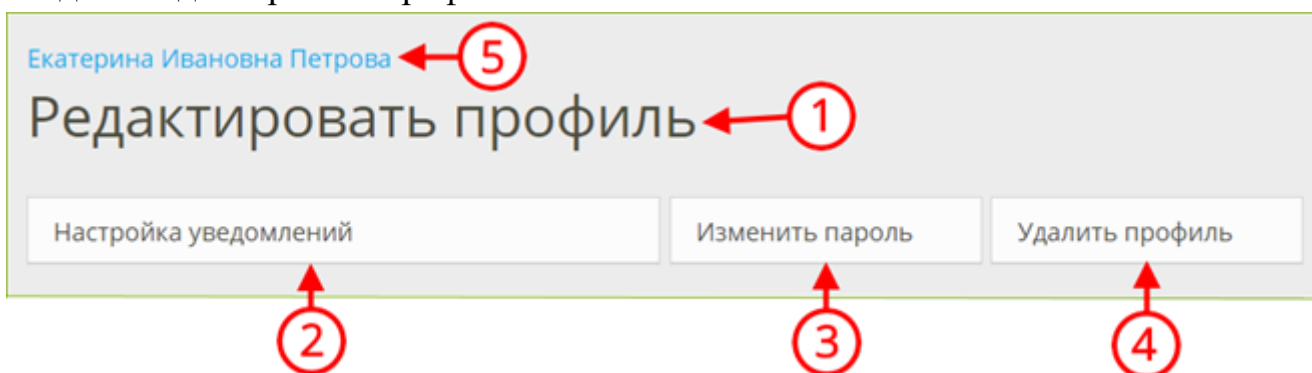 Екатерина Ивановна Петрова 5
Редактировать профиль 1
Настройка уведомлений Изменить пароль Удалить профиль
2 3 4